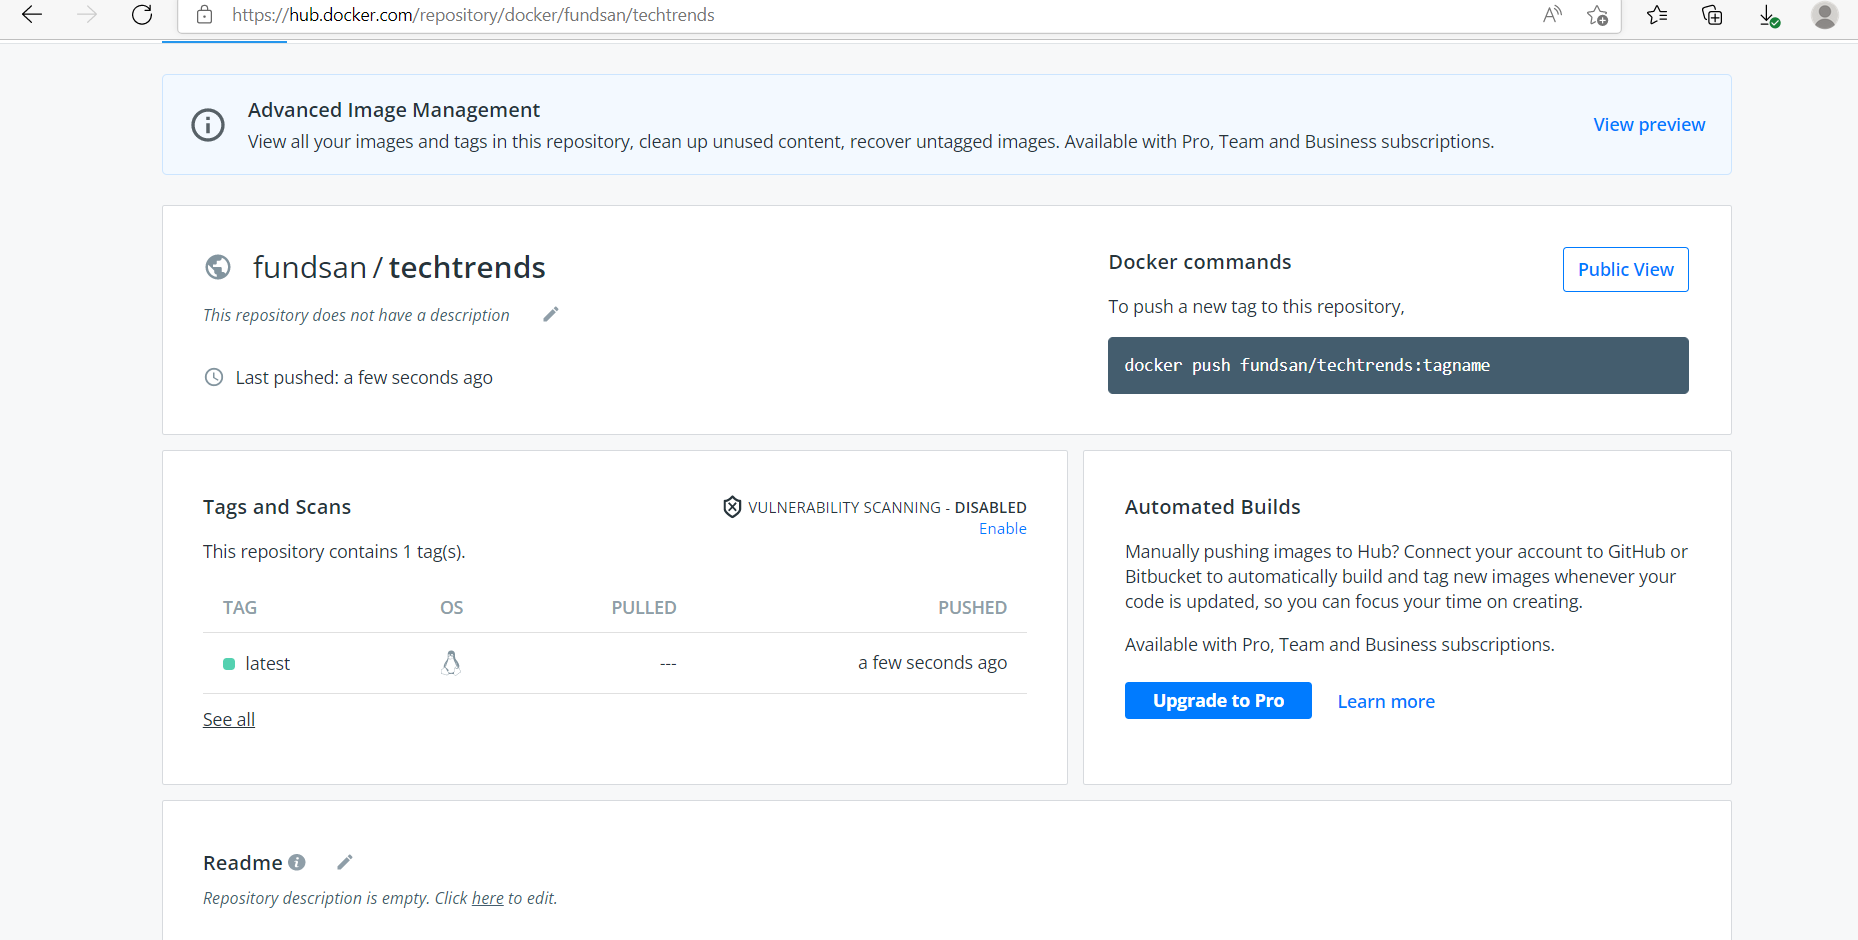 https://hub.docker.com/repository/docker/fundsan/techtrends
Advanced Image Management
View all your images and tags in this repository, clean up unused content, recover untagged images. Available with Pro, Team and Business subscriptions.
View preview
fundsan / techtrends
This repository does not have a description
Last pushed: a few seconds ago
Docker commands
Public View
To push a new tag to this repository,
docker push fundsan/techtrends:tagname
Tags and Scans
VULNERABILITY SCANNING - DISABLED
Enable
This repository contains 1 tag(s).
TAG OS PULLED PUSHED
latest --- a few seconds ago
See all
Automated Builds
Manually pushing images to Hub? Connect your account to GitHub or
Bitbucket to automatically build and tag new images whenever your
code is updated, so you can focus your time on creating.
Available with Pro, Team and Business subscriptions.
Upgrade to Pro Learn more
Readme
Repository description is empty. Click here to edit.